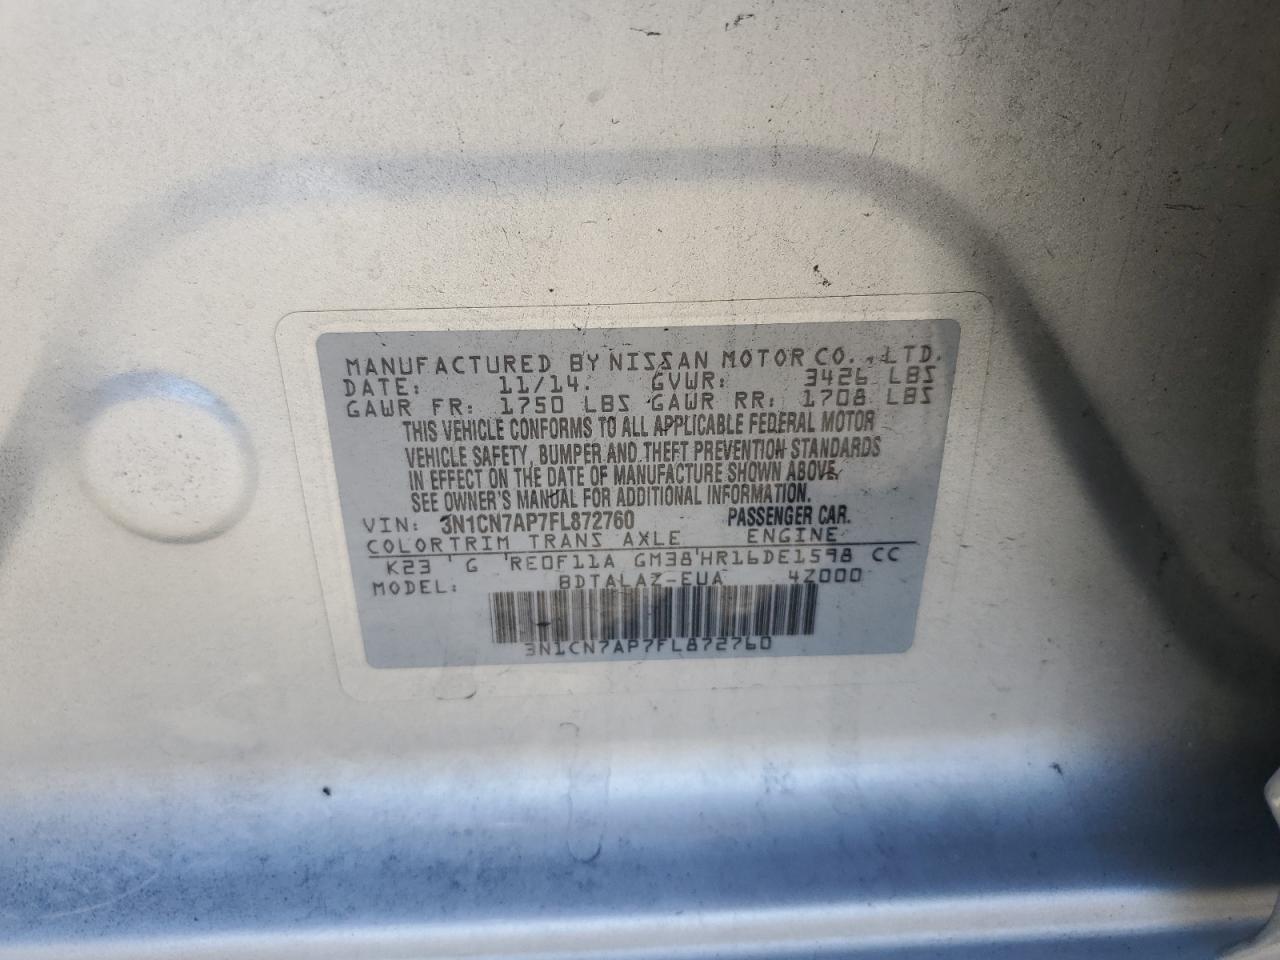 MANUFACTURED BY NISSAN MOTOR CO., LTD.
DATE: 11/14. GVWR: 3426 LBS
GAWR FR: 1750 LBS GAWR RR: 1708 LBS
THIS VEHICLE CONFORMS TO ALL APPLICABLE FEDERAL MOTOR
VEHICLE SAFETY, BUMPER AND THEFT PREVENTION STANDARDS
IN EFFECT ON THE DATE OF MANUFACTURE SHOWN ABOVE.
SEE OWNER'S MANUAL FOR ADDITIONAL INFORMATION.
VIN: 3N1CN7AP7FL872760 PASSENGER CAR.
COLOR TRIM TRANS AXLE ENGINE
K23 G RE0F11A GM38 HR16DE1598 CC
MODEL: BDTALAZ-EUA 4Z000
3N1CN7AP7FL872760